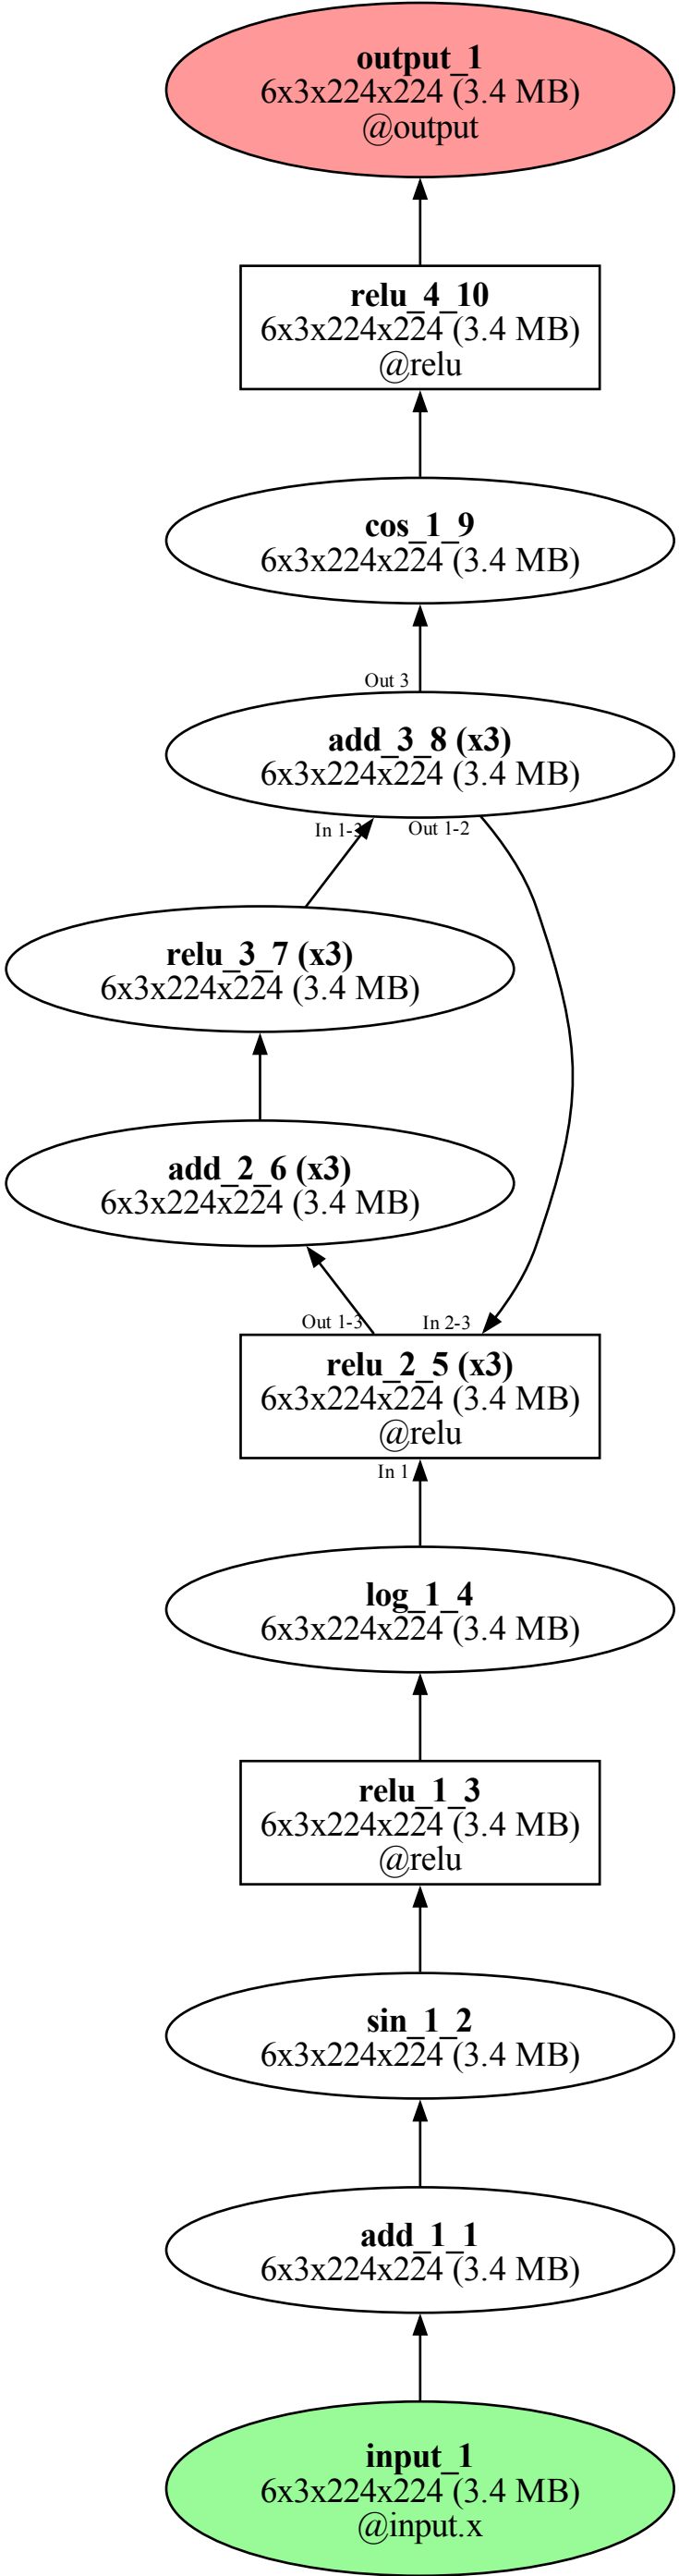 output_1
6x3x224x224 (3.4 MB)
@output
relu_4_10
6x3x224x224 (3.4 MB)
@relu
cos_1_9
6x3x224x224 (3.4 MB)
Out 3
add_3_8 (x3)
6x3x224x224 (3.4 MB)
In 1-3 Out 1-2
relu_3_7 (x3)
6x3x224x224 (3.4 MB)
add_2_6 (x3)
6x3x224x224 (3.4 MB)
Out 1-3 In 2-3
relu_2_5 (x3)
6x3x224x224 (3.4 MB)
@relu
In 1
log_1_4
6x3x224x224 (3.4 MB)
relu_1_3
6x3x224x224 (3.4 MB)
@relu
sin_1_2
6x3x224x224 (3.4 MB)
add_1_1
6x3x224x224 (3.4 MB)
input_1
6x3x224x224 (3.4 MB)
@input.x